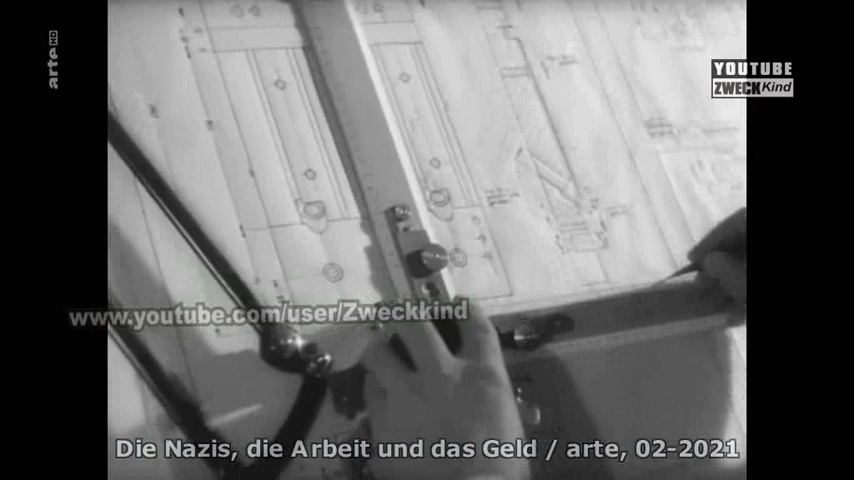 arte HD
YOUTUBE
ZWECKKind
www.youtube.com/user/Zweckkind
Die Nazis, die Arbeit und das Geld / arte, 02-2021